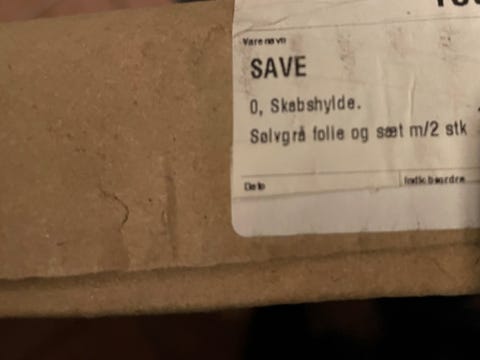 Varenavn
SAVE
0, Skabshylde.
Sølvgrå folie og sæt m/2 stk
Dato